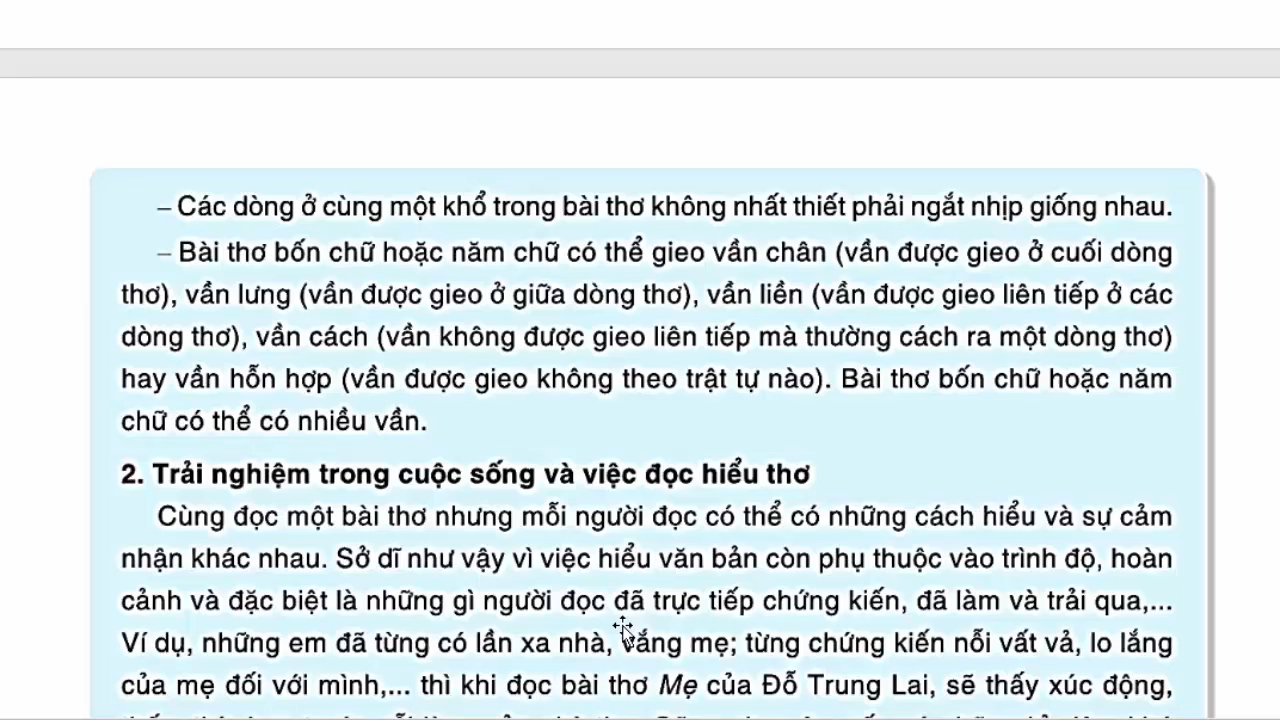 – Các dòng ở cùng một khổ trong bài thơ không nhất thiết phải ngắt nhịp giống nhau.
– Bài thơ bốn chữ hoặc năm chữ có thể gieo vần chân (vần được gieo ở cuối dòng
thơ), vần lưng (vần được gieo ở giữa dòng thơ), vần liền (vần được gieo liên tiếp ở các
dòng thơ), vần cách (vần không được gieo liên tiếp mà thường cách ra một dòng thơ)
hay vần hỗn hợp (vần được gieo không theo trật tự nào). Bài thơ bốn chữ hoặc năm
chữ có thể có nhiều vần.
2. Trải nghiệm trong cuộc sống và việc đọc hiểu thơ
Cùng đọc một bài thơ nhưng mỗi người đọc có thể có những cách hiểu và sự cảm
nhận khác nhau. Sở dĩ như vậy vì việc hiểu văn bản còn phụ thuộc vào trình độ, hoàn
cảnh và đặc biệt là những gì người đọc đã trực tiếp chứng kiến, đã làm và trải qua,...
Ví dụ, những em đã từng có lần xa nhà, vắng mẹ; từng chứng kiến nỗi vất vả, lo lắng
của mẹ đối với mình,... thì khi đọc bài thơ Mẹ của Đỗ Trung Lai, sẽ thấy xúc động,